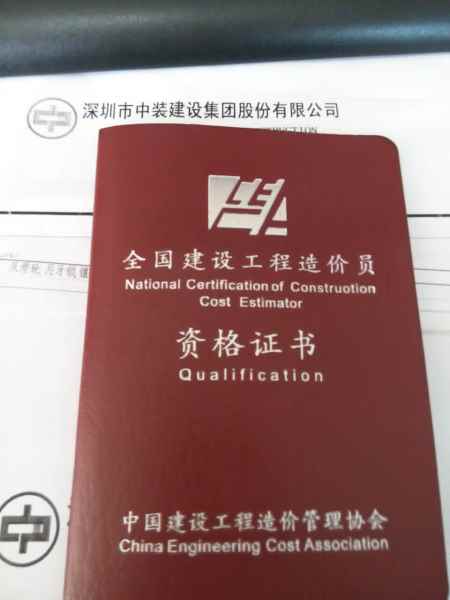 深圳市中装建设集团股份有限公司
全国建设工程造价员
National Certification of Construction
Cost Estimator
资格证书
Qualification
中国建设工程造价管理协会
China Engineering Cost Association